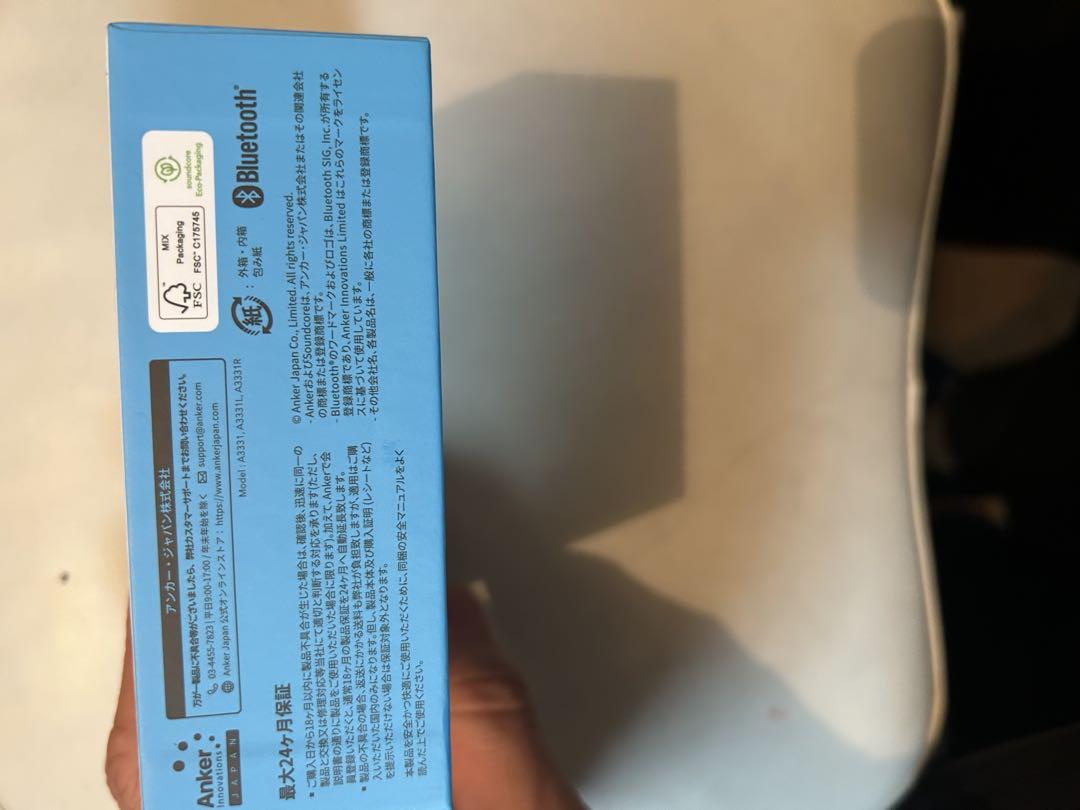 Anker
Innovations
JAPAN
アンカー・ジャパン株式会社
万が一製品に不具合等がございましたら、弊社カスタマーサポートまでお問い合わせください。
03-4455-7823 | 平日9:00-17:00 / 年末年始を除く support@anker.com
Anker Japan 公式オンラインストア： https://www.ankerjapan.com
Model : A3331, A3331L, A3331R
FSC
MIX
Packaging
FSC™ C175745
soundcore
Eco-Packaging
紙 ： 外箱・内箱
包み紙
Bluetooth®
最大24ヶ月保証
* ご購入日から18ヶ月以内に製品不具合が生じた場合は、確認後、迅速に同一の
製品と交換又は修理対応等当社にて適切と判断する対応を承ります(ただし、
説明書の通りに製品をご使用いただいた場合に限ります)。加えて、Ankerで会
員登録いただくと、通常18ヶ月の製品保証を24ヶ月へ自動延長致します。
* 製品の不具合の場合、返送にかかる送料も弊社が負担致しますが、適用はご購
入いただいた国内のみになります。但し、製品本体及び購入証明 (レシートなど)
を提示いただけない場合は保証対象外となります。
本製品を安全かつ快適にご使用いただくために、同梱の安全マニュアルをよく
読んだ上でご使用ください。
© Anker Japan Co., Limited. All rights reserved.
- AnkerおよびSoundcoreは、アンカー・ジャパン株式会社またはその関連会社
の商標または登録商標です。
- Bluetooth®のワードマークおよびロゴは、Bluetooth SIG, Inc.が所有する
登録商標であり、Anker Innovations Limited はこれらのマークをライセン
スに基づいて使用しています。
- その他会社名、各製品名は、一般に各社の商標または登録商標です。